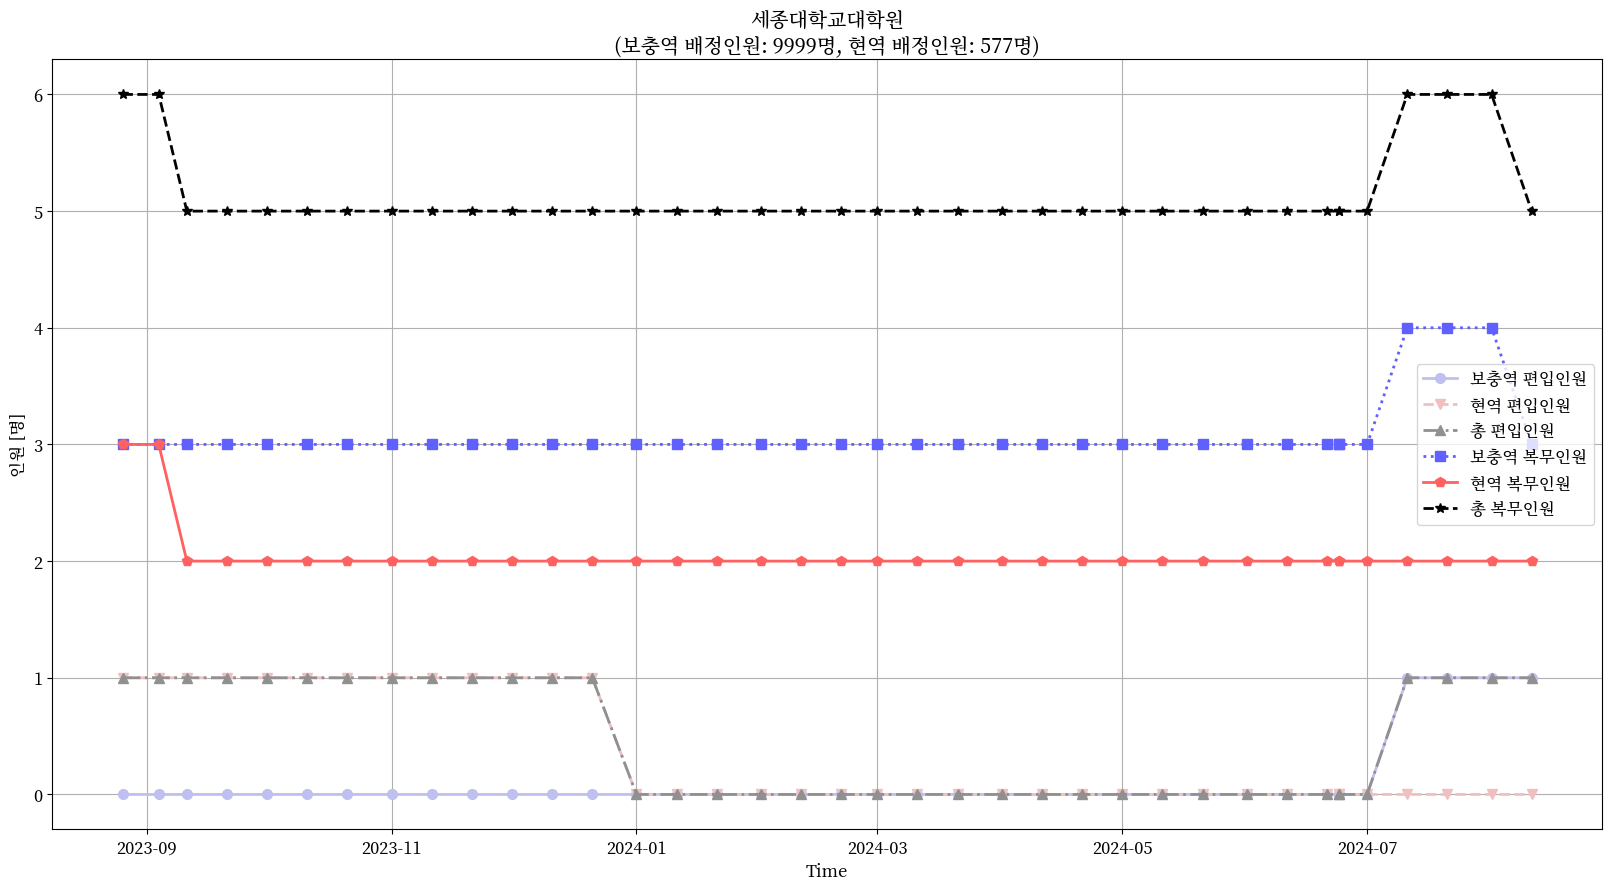 세종대학교대학원
(보충역 배정인원: 9999명, 현역 배정인원: 577명)
인원 [명]
6
5
4
3
2
1
0
보충역 편입인원
현역 편입인원
총 편입인원
보충역 복무인원
현역 복무인원
총 복무인원
2023-09
2023-11
2024-01
2024-03
2024-05
2024-07
Time